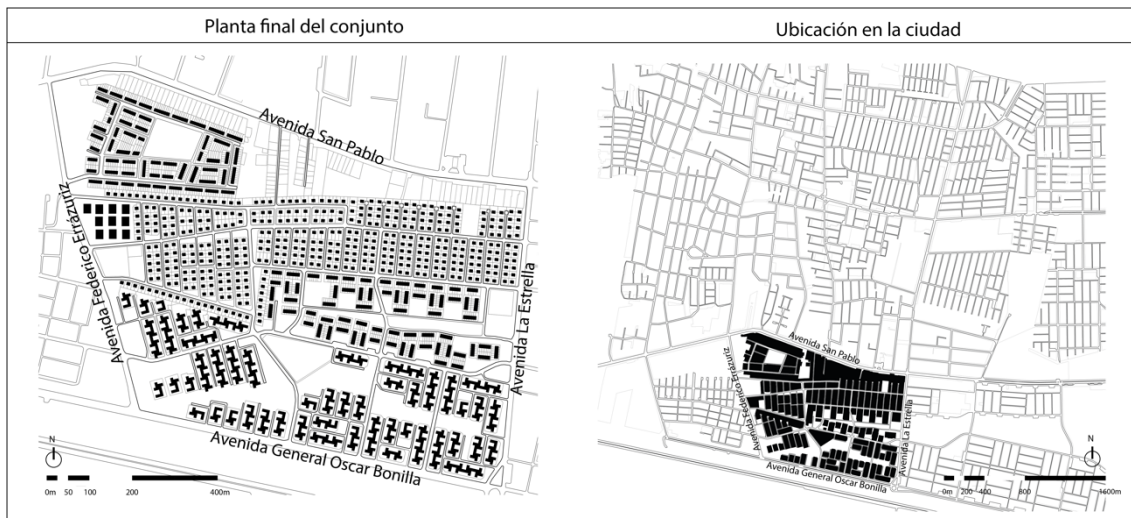 Planta final del conjunto
Ubicación en la ciudad
Avenida San Pablo
Avenida Federico Errázuriz
Avenida La Estrella
Avenida General Oscar Bonilla
N
0m 50 100 200 400m
Avenida San Pablo
Avenida Federico Errázuriz
Avenida La Estrella
Avenida General Oscar Bonilla
N
0m 200 400 800 1600m